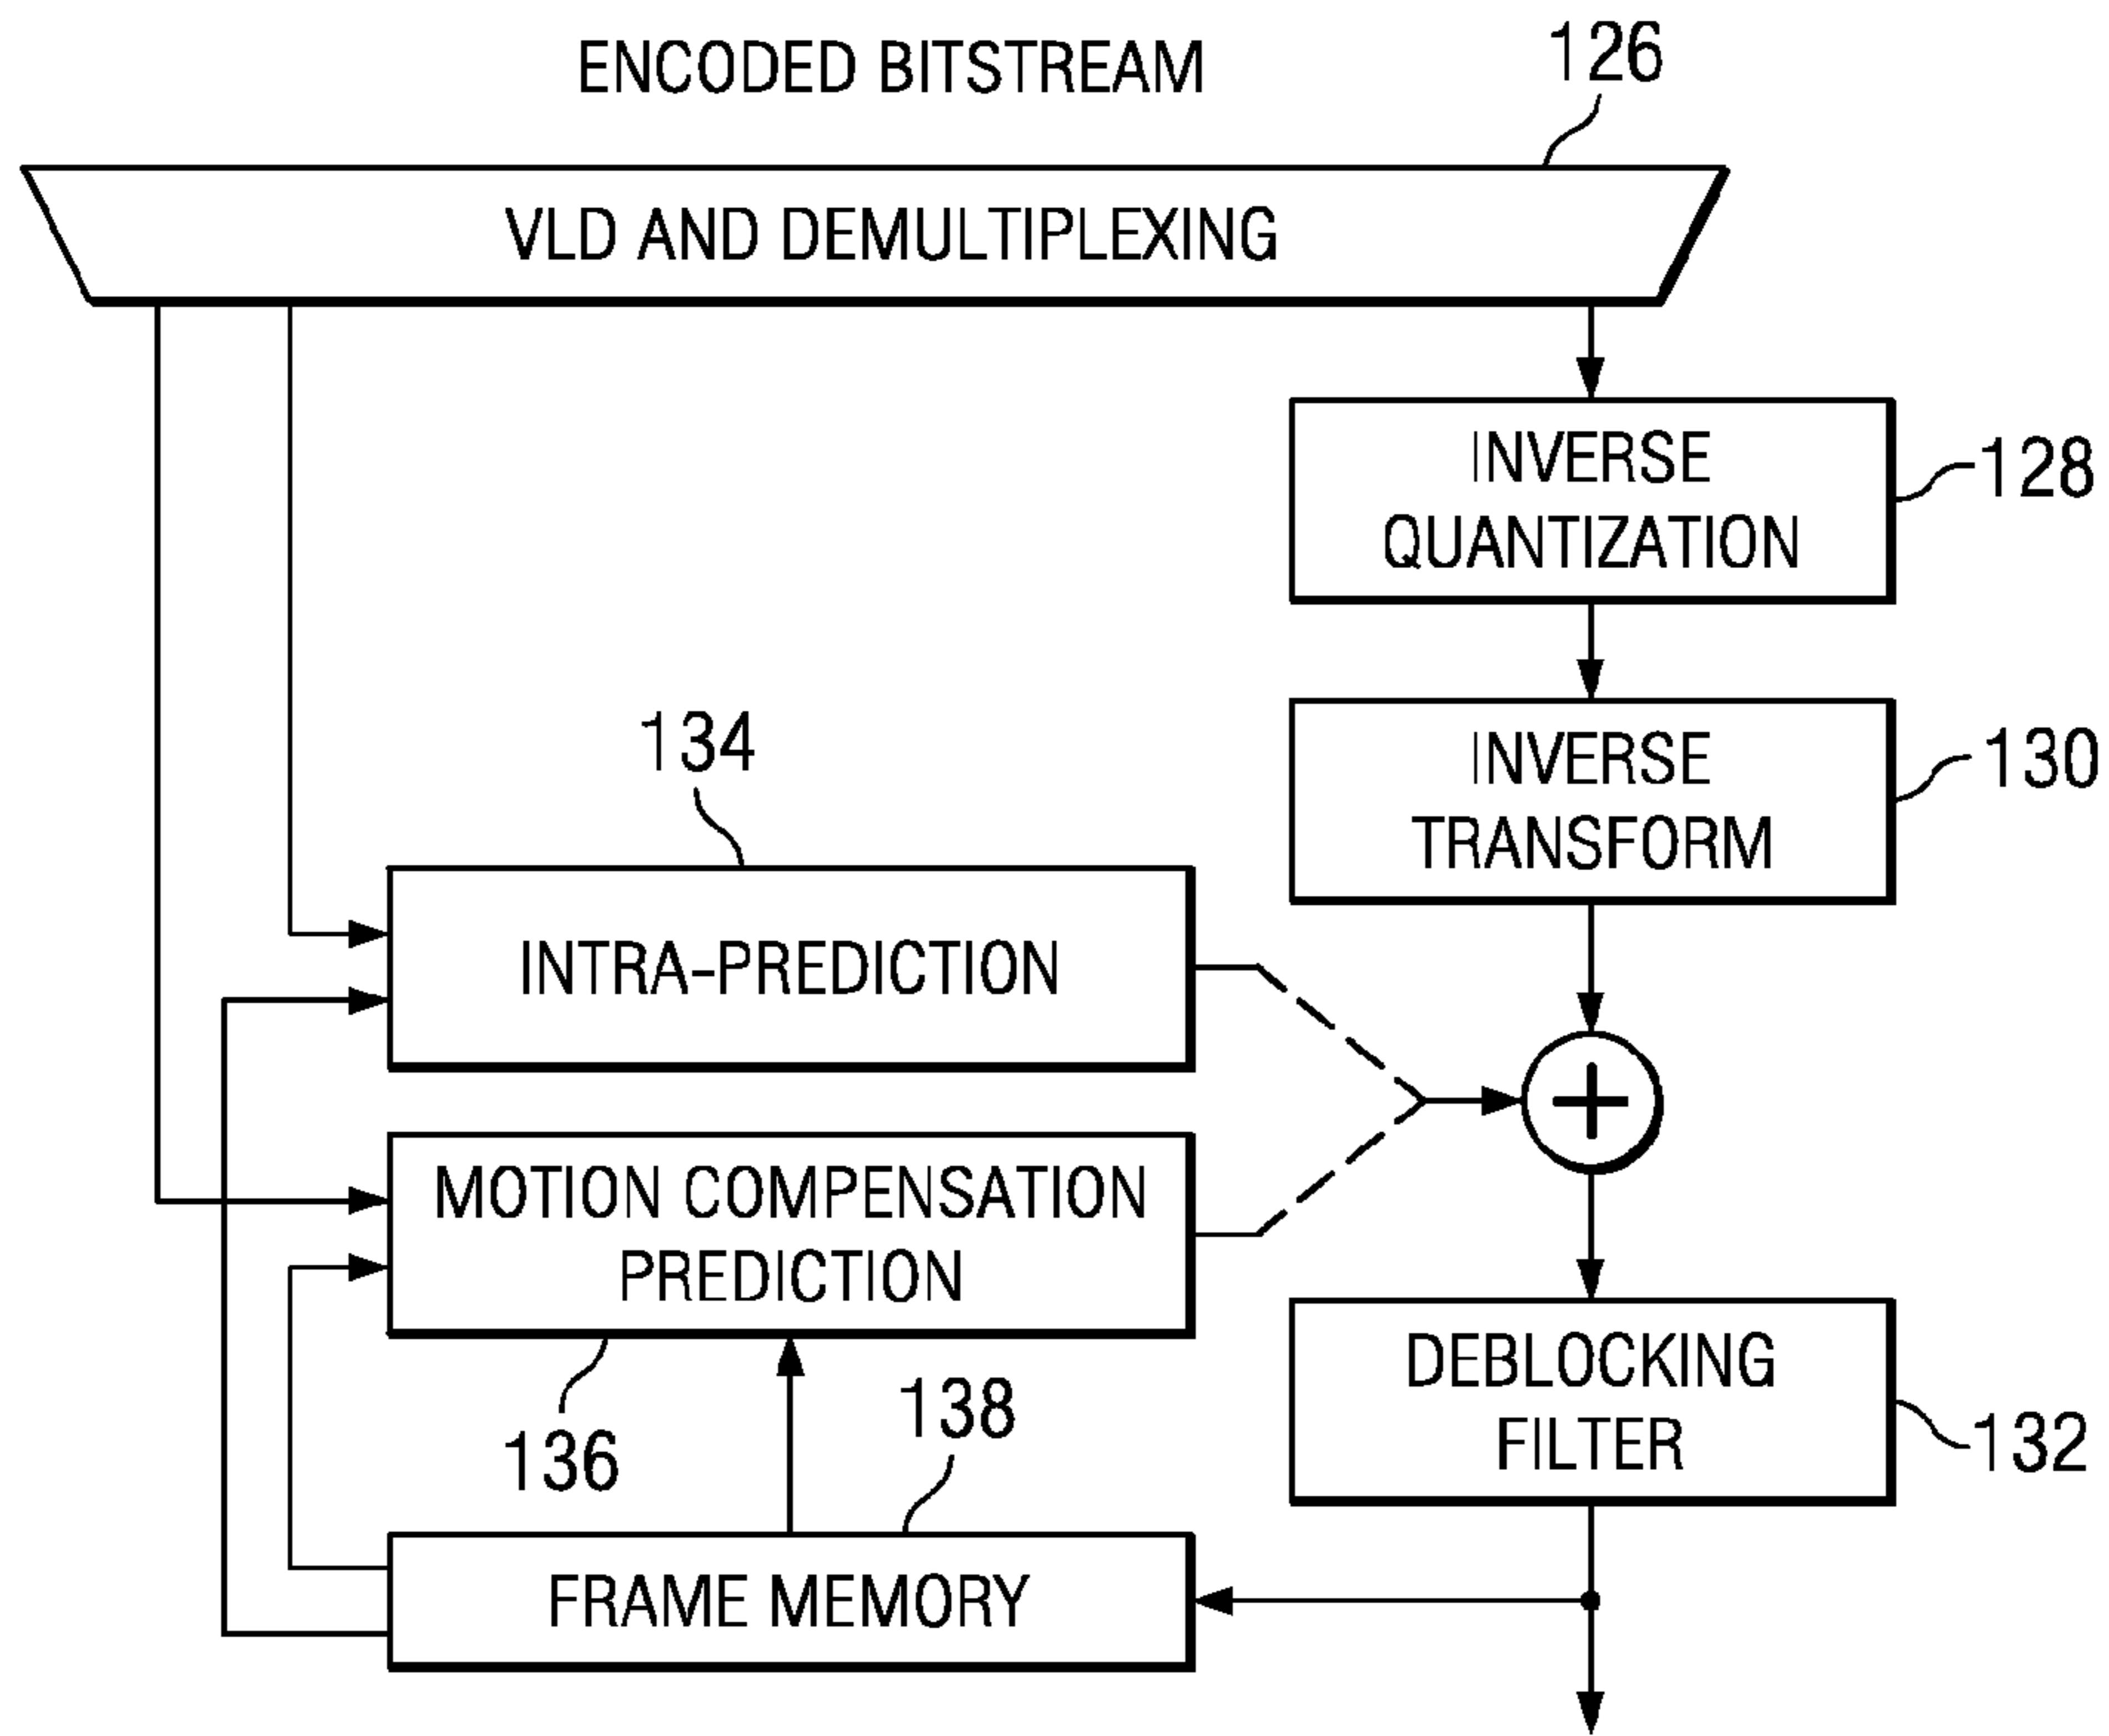 ENCODED BITSTREAM
126
VLD AND DEMULTIPLEXING
INVERSE
QUANTIZATION
128
INVERSE
TRANSFORM
130
134
INTRA-PREDICTION
+
MOTION COMPENSATION
PREDICTION
136
138
DEBLOCKING
FILTER
132
FRAME MEMORY